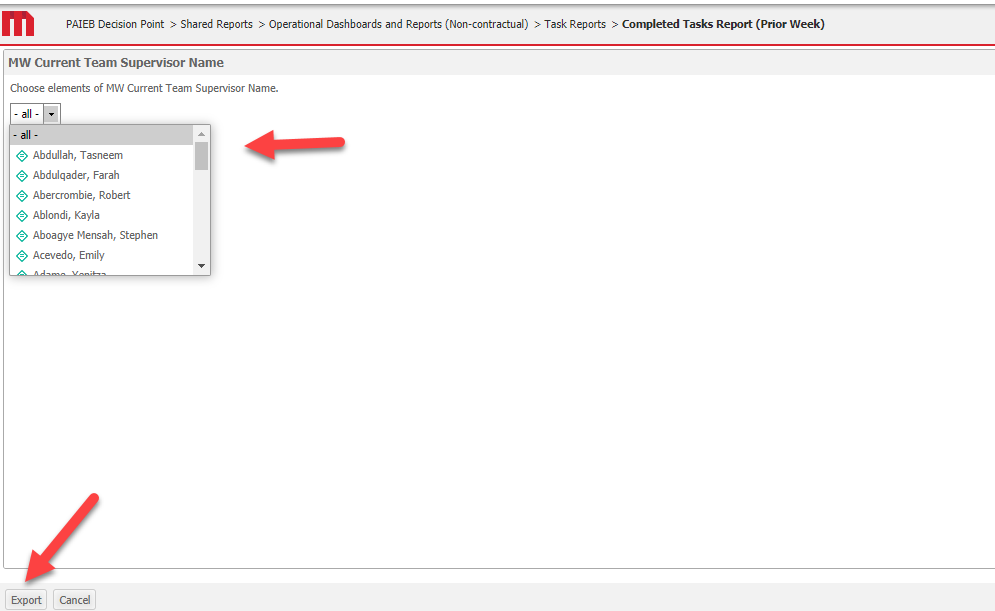 PAIEB Decision Point > Shared Reports > Operational Dashboards and Reports (Non-contractual) > Task Reports > Completed Tasks Report (Prior Week)
MW Current Team Supervisor Name
Choose elements of MW Current Team Supervisor Name.
- all -
- all -
Abdullah, Tasneem
Abdulqader, Farah
Abercrombie, Robert
Ablondi, Kayla
Aboagye Mensah, Stephen
Acevedo, Emily
Export Cancel